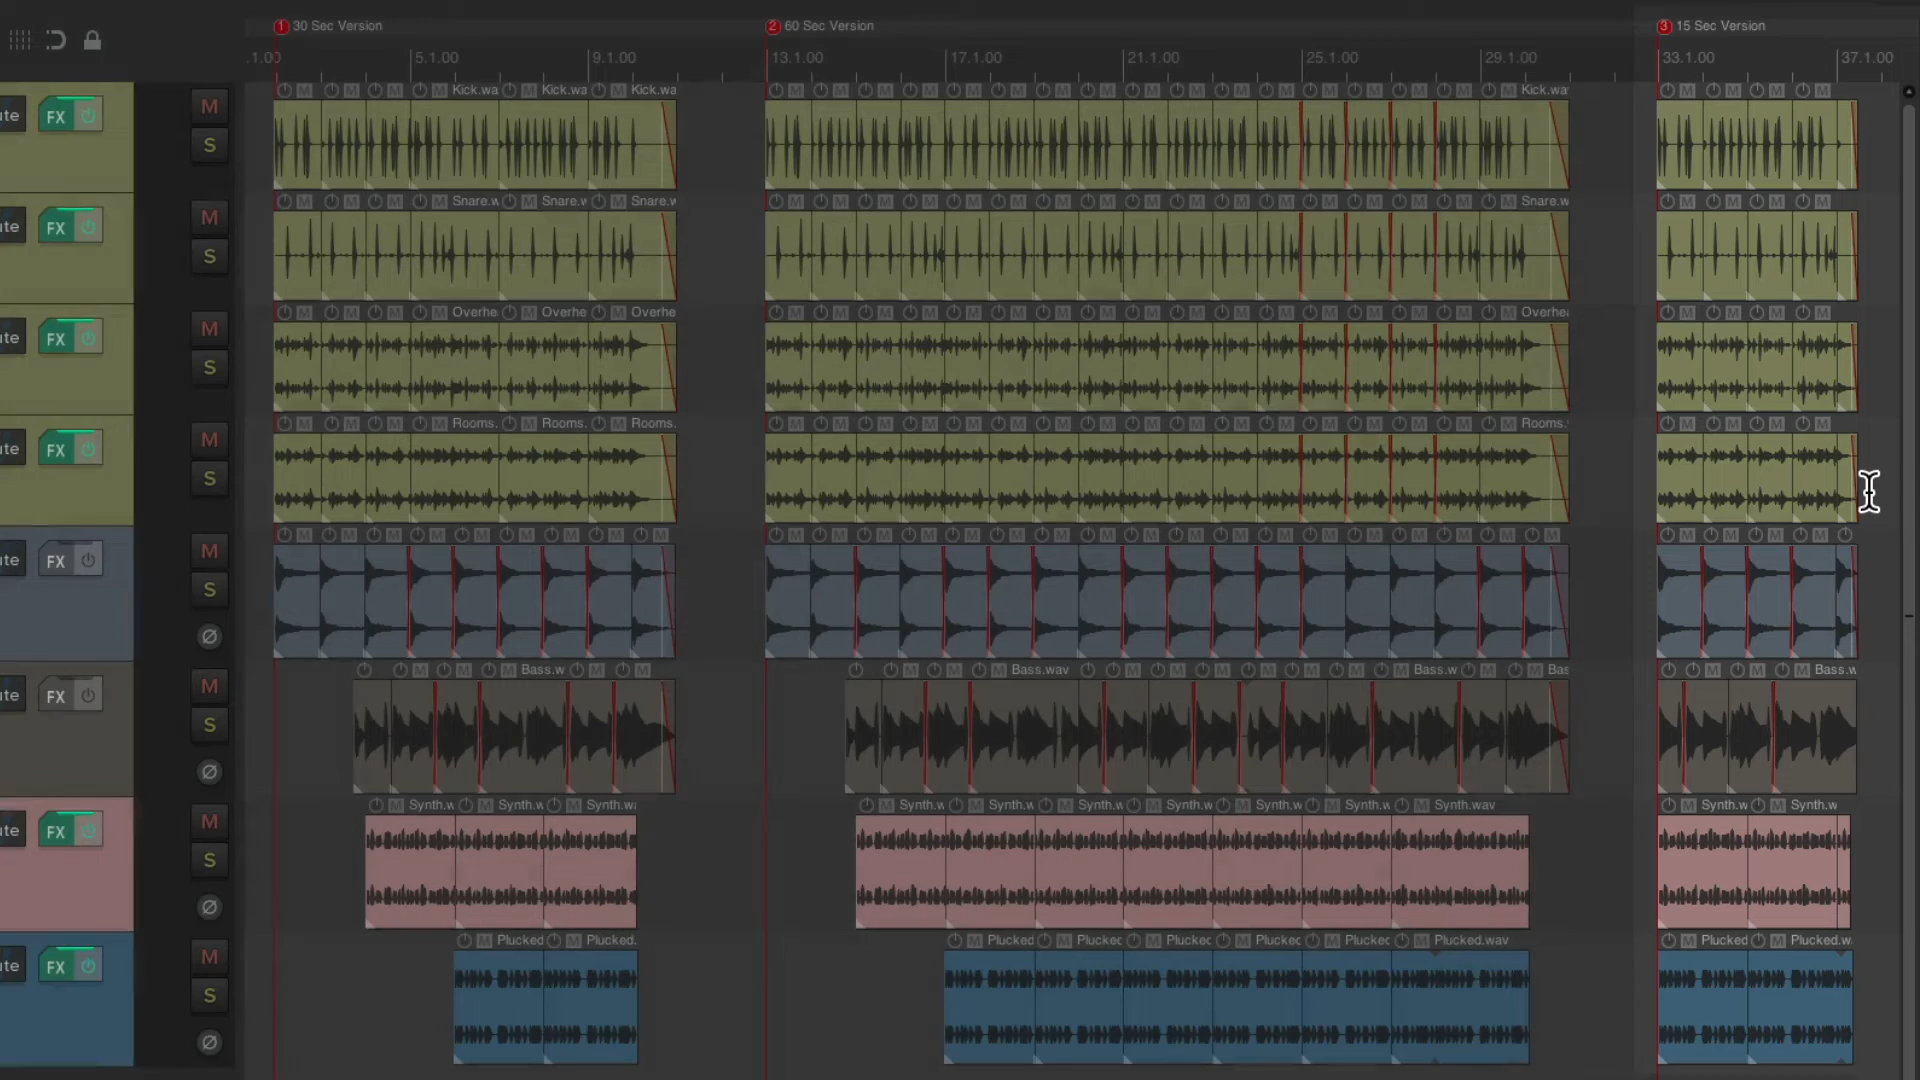 1 30 Sec Version 2 60 Sec Version 3 15 Sec Version
.1.00 5.1.00 9.1.00 13.1.00 17.1.00 21.1.00 25.1.00 29.1.00 33.1.00 37.1.00
Kick.wa Kick.wa Kick.wa Kick.wa
ute FX M
S
Snare.w Snare.w Snare.w Snare.w
ute FX M
S
Overhe Overhe Overhe Overhea
ute FX M
S
Rooms. Rooms. Rooms. Rooms.
ute FX M
S
ute FX M
S
Bass.w Bass.wav Bass.w Bas Bass.w
ute FX M
S
Synth.w Synth.w Synth.wa Synth.w Synth.w Synth.w Synth.w Synth.w Synth.w Synth.wav Synth.w Synth.w
ute FX M
S
Plucked Plucked. Plucked Plucked Plucked Plucked Plucked Plucked.wav Plucked Plucked.w
ute FX M
S